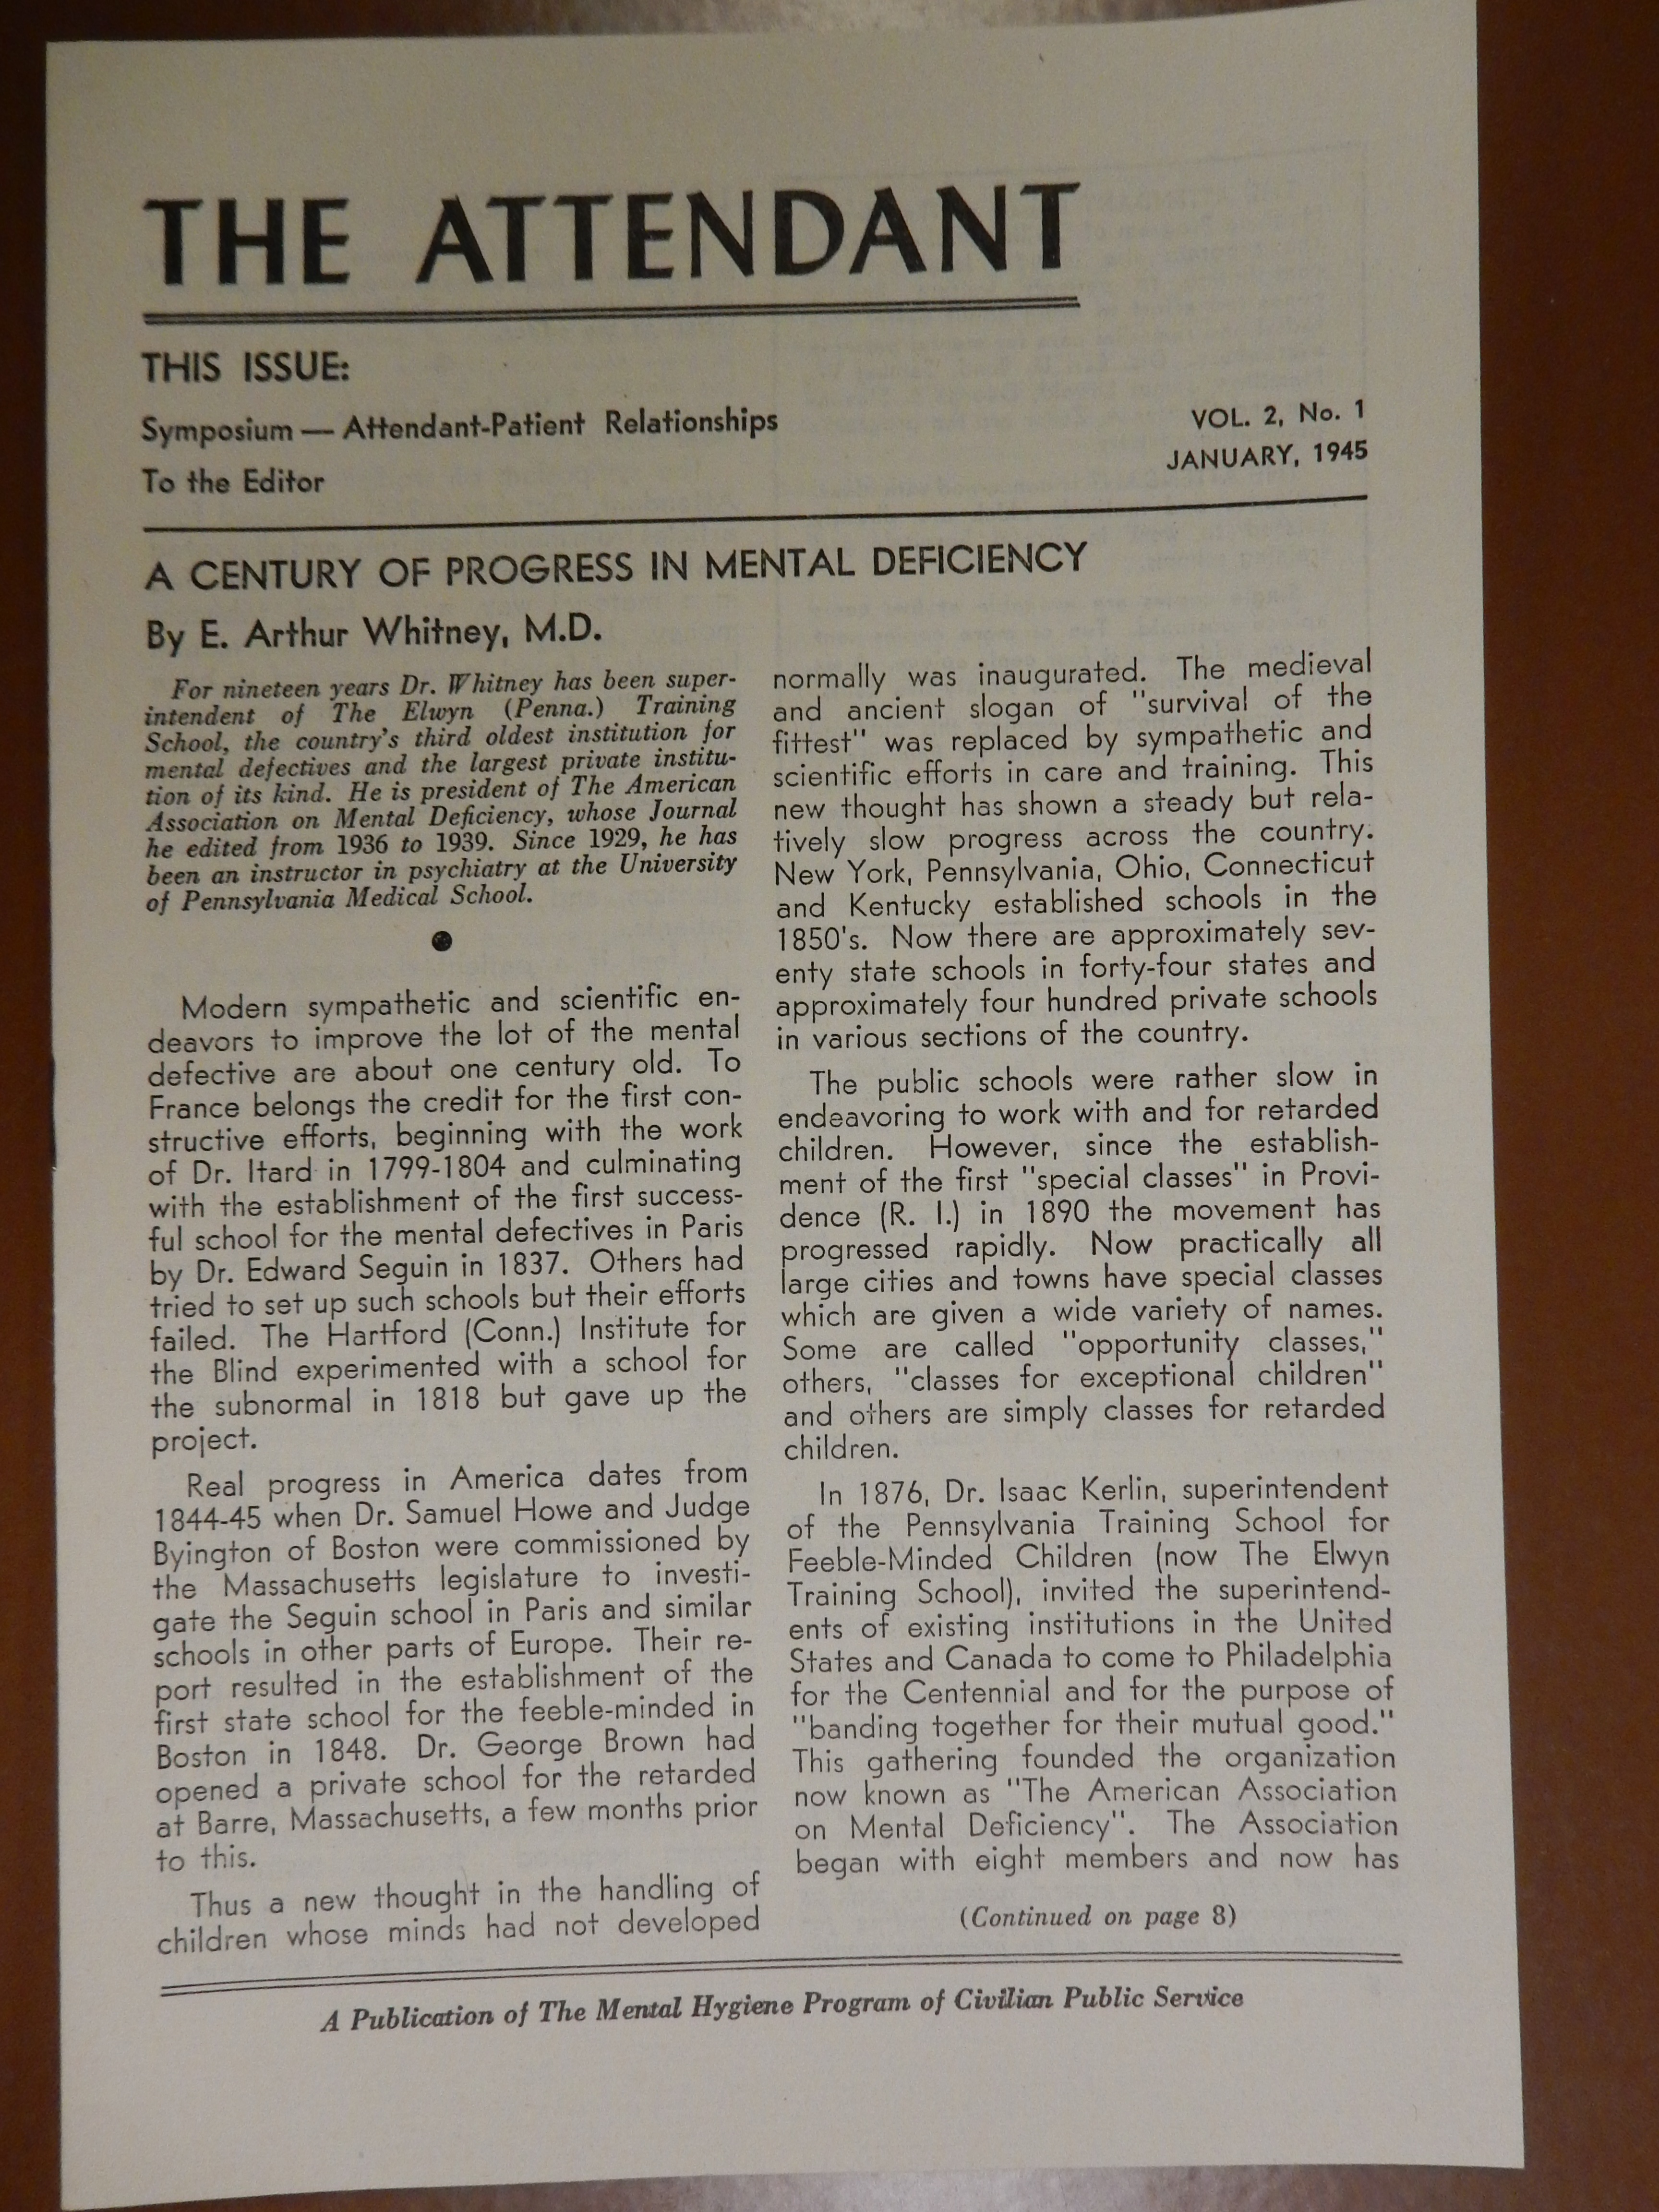 THE ATTENDANT
THIS ISSUE:
Symposium — Attendant-Patient Relationships
To the Editor
VOL. 2, No. 1
JANUARY, 1945
A CENTURY OF PROGRESS IN MENTAL DEFICIENCY
By E. Arthur Whitney, M.D.
For nineteen years Dr. Whitney has been super-
intendent of The Elwyn (Penna.) Training
School, the country's third oldest institution for
mental defectives and the largest private institu-
tion of its kind. He is president of The American
Association on Mental Deficiency, whose Journal
he edited from 1936 to 1939. Since 1929, he has
been an instructor in psychiatry at the University
of Pennsylvania Medical School.
Modern sympathetic and scientific en-
deavors to improve the lot of the mental
defective are about one century old. To
France belongs the credit for the first con-
structive efforts, beginning with the work
of Dr. Itard in 1799-1804 and culminating
with the establishment of the first success-
ful school for the mental defectives in Paris
by Dr. Edward Seguin in 1837. Others had
tried to set up such schools but their efforts
failed. The Hartford (Conn.) Institute for
the Blind experimented with a school for
the subnormal in 1818 but gave up the
project.
Real progress in America dates from
1844-45 when Dr. Samuel Howe and Judge
Byington of Boston were commissioned by
the Massachusetts legislature to investi-
gate the Seguin school in Paris and similar
schools in other parts of Europe. Their re-
port resulted in the establishment of the
first state school for the feeble-minded in
Boston in 1848. Dr. George Brown had
opened a private school for the retarded
at Barre, Massachusetts, a few months prior
to this.
Thus a new thought in the handling of
children whose minds had not developed
normally was inaugurated. The medieval
and ancient slogan of "survival of the
fittest" was replaced by sympathetic and
scientific efforts in care and training. This
new thought has shown a steady but rela-
tively slow progress across the country.
New York, Pennsylvania, Ohio, Connecticut
and Kentucky established schools in the
1850's. Now there are approximately sev-
enty state schools in forty-four states and
approximately four hundred private schools
in various sections of the country.
The public schools were rather slow in
endeavoring to work with and for retarded
children. However, since the establish-
ment of the first "special classes" in Provi-
dence (R. I.) in 1890 the movement has
progressed rapidly. Now practically all
large cities and towns have special classes
which are given a wide variety of names.
Some are called "opportunity classes,"
others, "classes for exceptional children"
and others are simply classes for retarded
children.
In 1876, Dr. Isaac Kerlin, superintendent
of the Pennsylvania Training School for
Feeble-Minded Children (now The Elwyn
Training School), invited the superintend-
ents of existing institutions in the United
States and Canada to come to Philadelphia
for the Centennial and for the purpose of
"banding together for their mutual good."
This gathering founded the organization
now known as "The American Association
on Mental Deficiency". The Association
began with eight members and now has
(Continued on page 8)
A Publication of The Mental Hygiene Program of Civilian Public Service